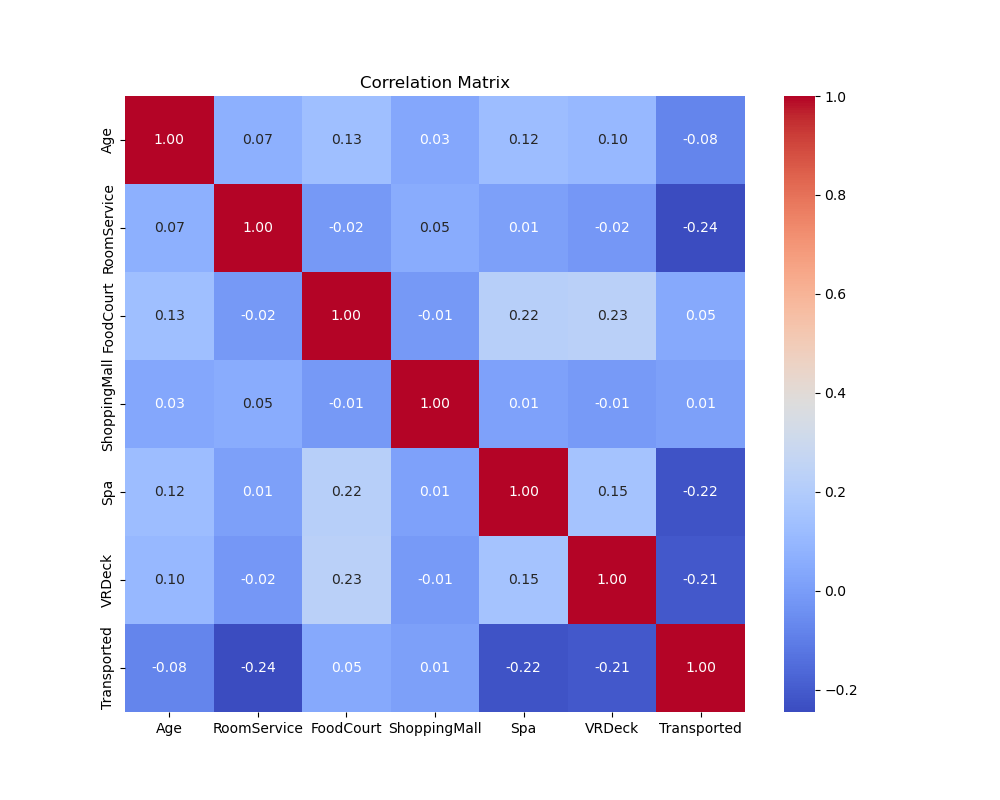 Correlation Matrix
Age 1.00 0.07 0.13 0.03 0.12 0.10 -0.08
RoomService 0.07 1.00 -0.02 0.05 0.01 -0.02 -0.24
FoodCourt 0.13 -0.02 1.00 -0.01 0.22 0.23 0.05
ShoppingMall 0.03 0.05 -0.01 1.00 0.01 -0.01 0.01
Spa 0.12 0.01 0.22 0.01 1.00 0.15 -0.22
VRDeck 0.10 -0.02 0.23 -0.01 0.15 1.00 -0.21
Transported -0.08 -0.24 0.05 0.01 -0.22 -0.21 1.00
Age RoomService FoodCourt ShoppingMall Spa VRDeck Transported
1.0
0.8
0.6
0.4
0.2
0.0
−0.2